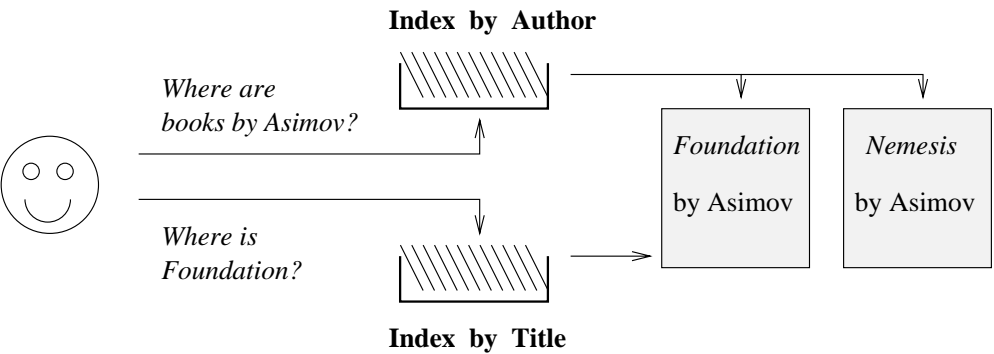 Index by Author
Where are
books by Asimov?
Foundation
by Asimov
Nemesis
by Asimov
Where is
Foundation?
Index by Title